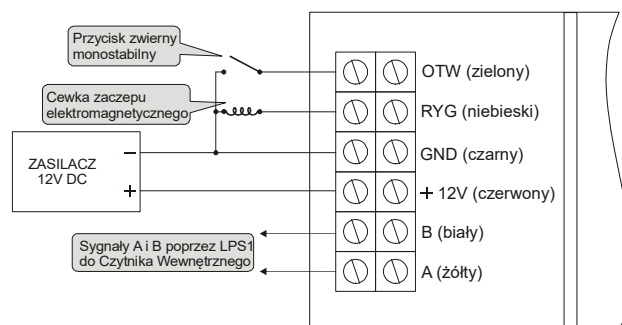 Przycisk zwierny
monostabilny
OTW (zielony)
Cewka zaczepu
elektromagnetycznego
RYG (niebieski)
ZASILACZ
12V DC
−
+
GND (czarny)
+ 12V (czerwony)
B (biały)
Sygnały A i B poprzez LPS1
do Czytnika Wewnętrznego
A (żółty)